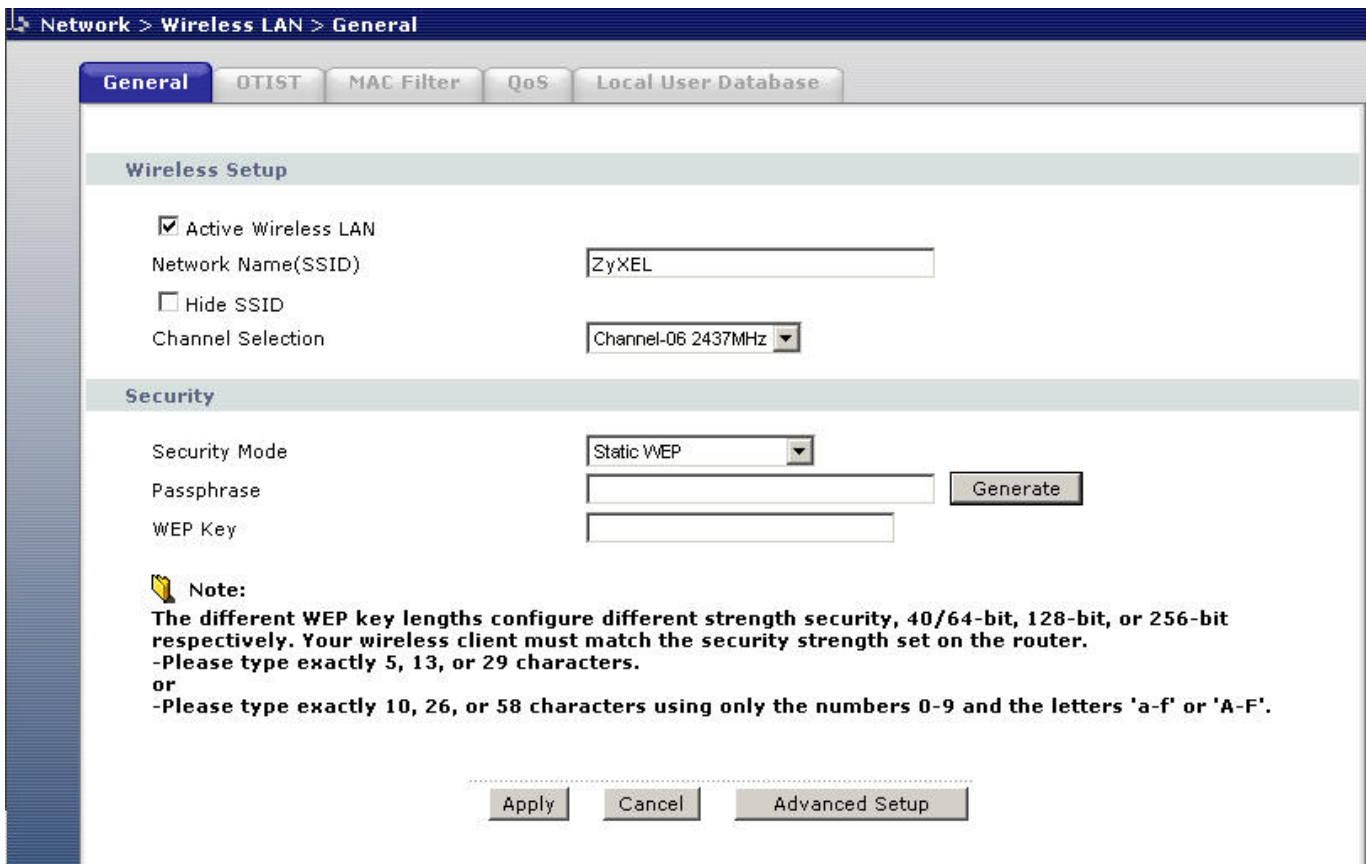 Network > Wireless LAN > General
General OTIST MAC Filter QoS Local User Database
Wireless Setup
Active Wireless LAN
Network Name(SSID) ZyXEL
Hide SSID
Channel Selection Channel-06 2437MHz
Security
Security Mode Static WEP
Passphrase Generate
WEP Key
Note:
The different WEP key lengths configure different strength security, 40/64-bit, 128-bit, or 256-bit
respectively. Your wireless client must match the security strength set on the router.
-Please type exactly 5, 13, or 29 characters.
or
-Please type exactly 10, 26, or 58 characters using only the numbers 0-9 and the letters 'a-f' or 'A-F'.
Apply Cancel Advanced Setup